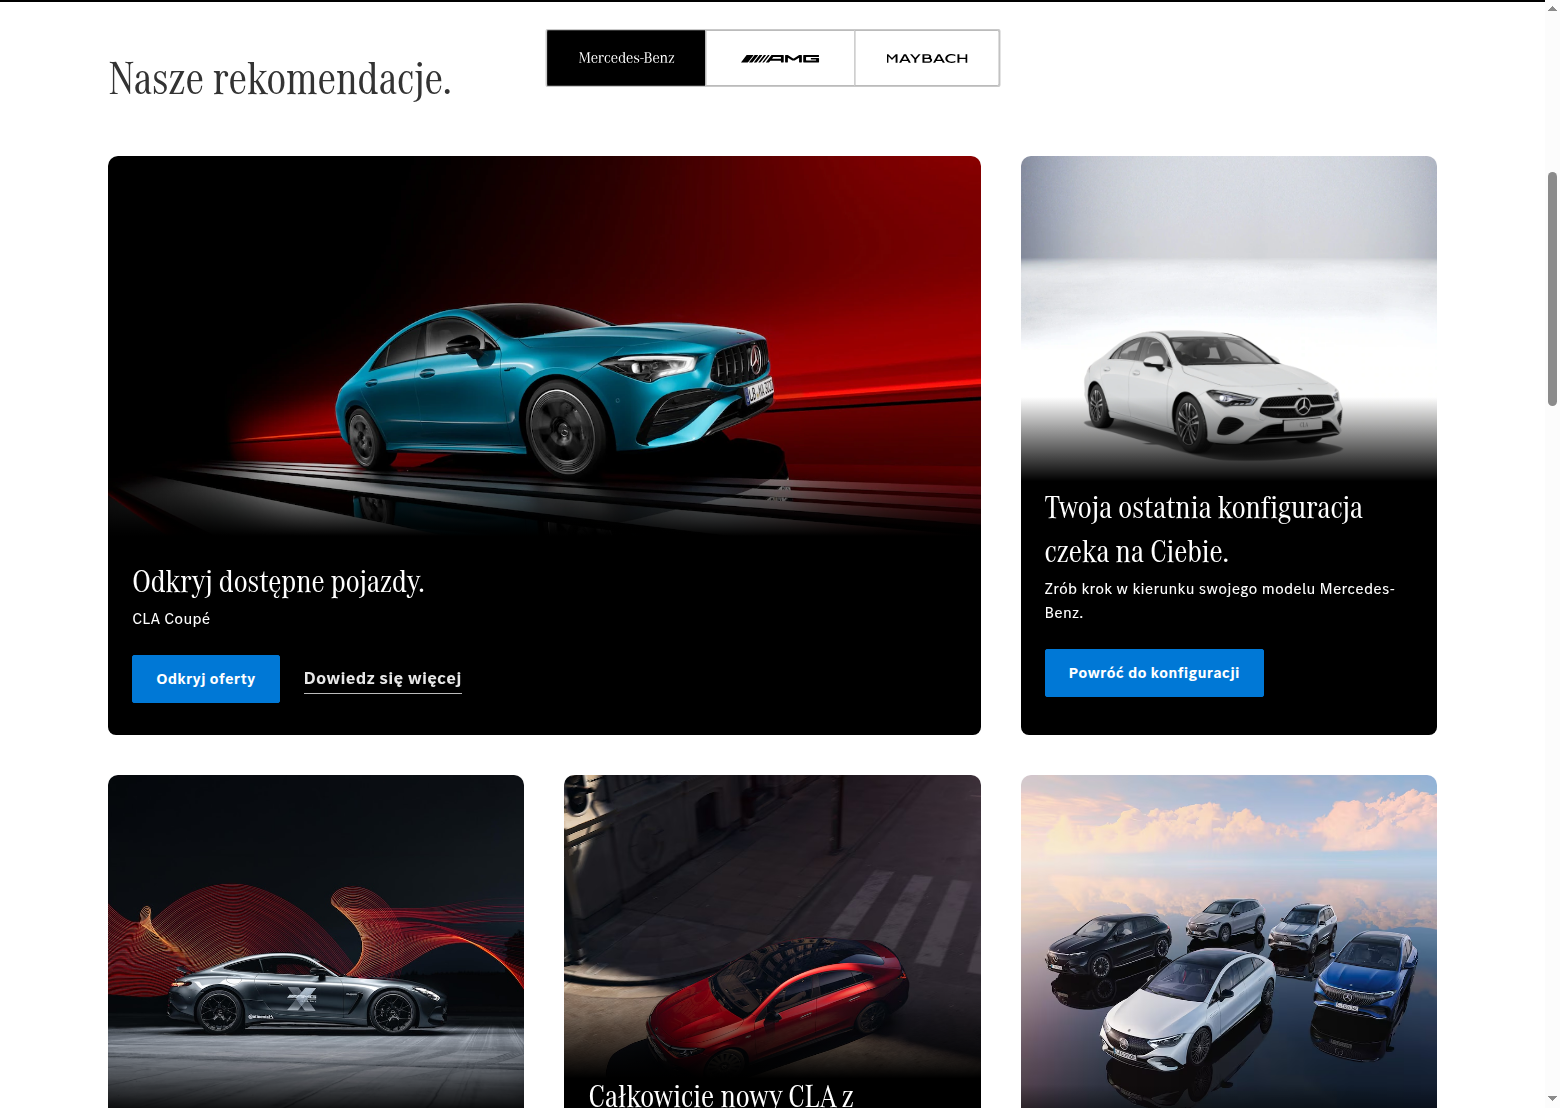 Nasze rekomendacje.
Mercedes-Benz
AMG
MAYBACH
Odkryj dostępne pojazdy.
CLA Coupé
Odkryj oferty
Dowiedz się więcej
Twoja ostatnia konfiguracja
czeka na Ciebie.
Zrób krok w kierunku swojego modelu Mercedes-
Benz.
Powróć do konfiguracji
Całkowicie nowy CLA z